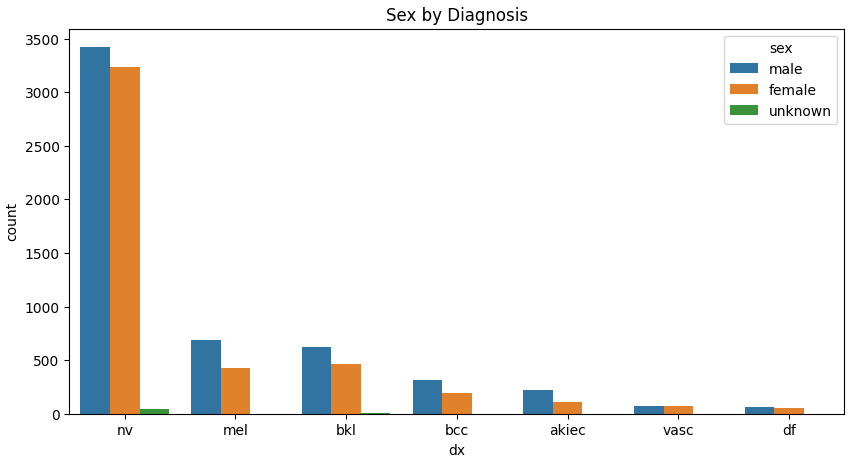 Sex by Diagnosis
sex
male
female
unknown
3500
3000
2500
2000
1500
1000
500
0
count
nv mel bkl bcc akiec vasc df
dx